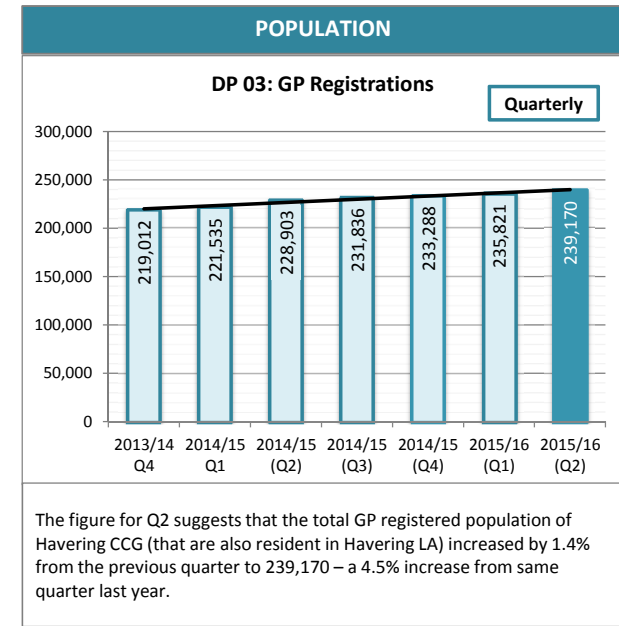 POPULATION
DP 03: GP Registrations
Quarterly
300,000
250,000
200,000
150,000
100,000
50,000
0
219,012
221,535
228,903
231,836
233,288
235,821
239,170
2013/14 2014/15 2014/15 2014/15 2014/15 2015/16 2015/16
Q4 Q1 (Q2) (Q3) (Q4) (Q1) (Q2)
The figure for Q2 suggests that the total GP registered population of
Havering CCG (that are also resident in Havering LA) increased by 1.4%
from the previous quarter to 239,170 – a 4.5% increase from same
quarter last year.